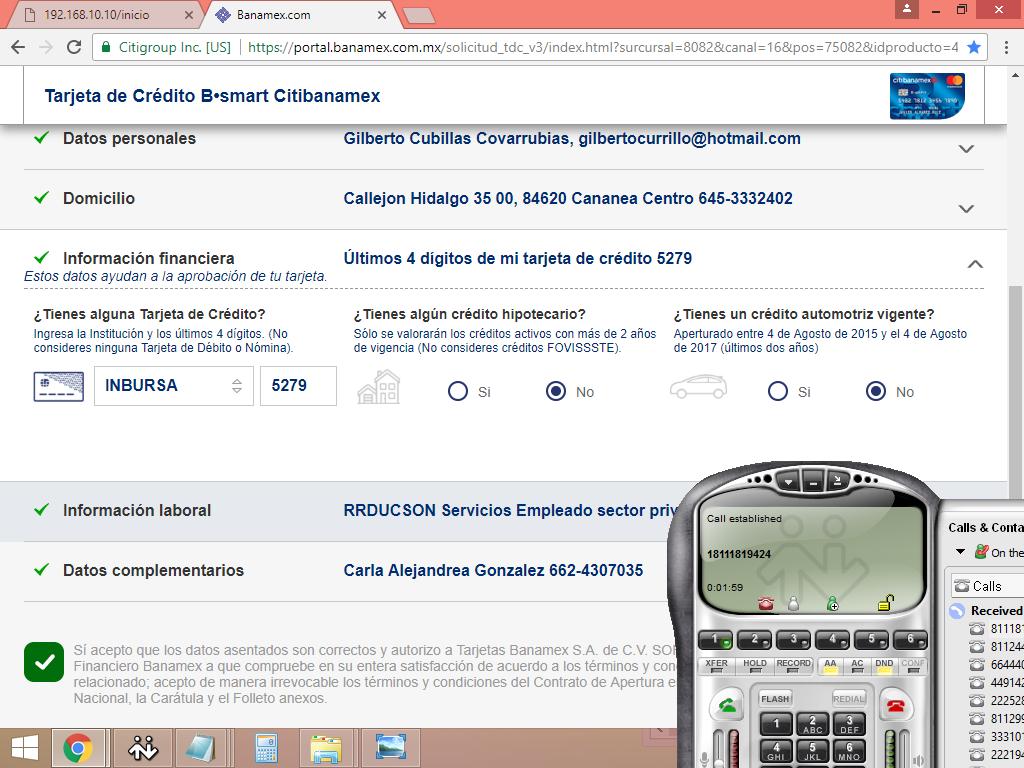 192.168.10.10/inicio
Banamex.com
Citigroup Inc. [US]
https://portal.banamex.com.mx/solicitud_tdc_v3/index.html?sursursal=8082&canal=16&pos=75082&idproducto=4
Tarjeta de Crédito B•smart Citibanamex
citibanamex
Datos personales
Gilberto Cubillas Covarrubias, gilbertocurrillo@hotmail.com
Domicilio
Callejon Hidalgo 35 00, 84620 Cananea Centro 645-3332402
Información financiera
Últimos 4 dígitos de mi tarjeta de crédito 5279
Estos datos ayudan a la aprobación de tu tarjeta.
¿Tienes alguna Tarjeta de Crédito?
Ingresa la Institución y los últimos 4 dígitos. (No
consideres ninguna Tarjeta de Débito o Nómina).
INBURSA
5279
¿Tienes algún crédito hipotecario?
Sólo se valorarán los créditos activos con más de 2 años
de vigencia (No consideres créditos FOVISSSTE).
Si
No
¿Tienes un crédito automotriz vigente?
Aperturado entre 4 de Agosto de 2015 y el 4 de Agosto
de 2017 (últimos dos años)
Si
No
Información laboral
RRDUCSON Servicios Empleado sector priv
Datos complementarios
Carla Alejandrea Gonzalez 662-4307035
Sí acepto que los datos asentados son correctos y autorizo a Tarjetas Banamex S.A. de C.V. SOF
Financiero Banamex a que compruebe en su entera satisfacción de acuerdo a los términos y con
relacionado; acepto de manera irrevocable los términos y condiciones del Contrato de Apertura e
Nacional, la Carátula y el Folleto anexos.
Call established
18111819424
0:01:59
1 2 3 4 5 6
XFER HOLD RECORD AA AC DND CONF
FLASH
REDIAL
1
2 ABC
3 DEF
4 GHI
5 JKL
6 MNO
Calls & Conta
On the
Calls
Received
81118
81124
66444
44914
22252
81129
33310
22219